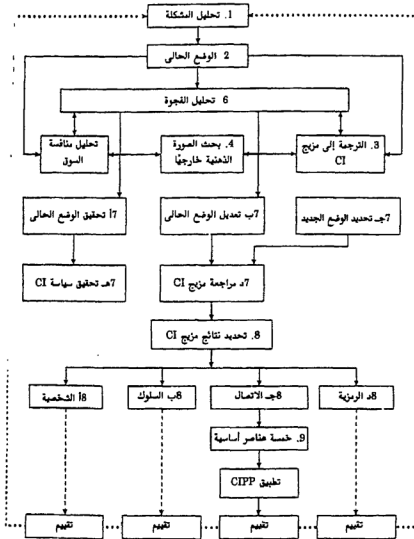 1. تحليل المشكلة
2 الوضع الحالى
6 تحليل الفجوة
3. الترجمة إلى مزيج
CI
4. بحث الصورة
الذهنية خارجيًا
تحليل منافسة
السوق
7جـ تحديد الوضع الجديد
7ب تعديل الوضع الحالى
7أ تحقيق الوضع الحالى
7د مراجعة مزيج CI
7هـ تحقيق سياسة CI
8. تحديد نتائج مزيج CI
8د الرمزية
8جـ الاتصال
8ب السلوك
8أ الشخصية
9. خمسة عناصر أساسية
تطبيق CIPP
تقييم
تقييم
تقييم
تقييم